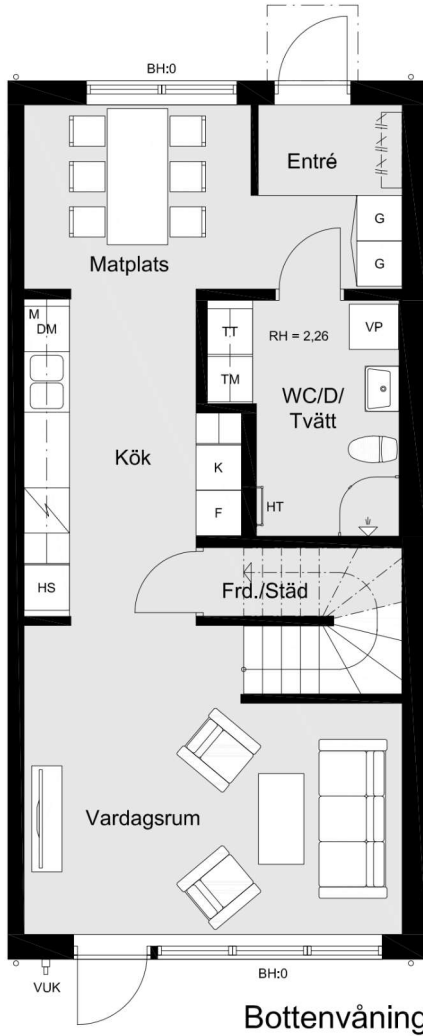 BH:0
Entré
G
G
Matplats
M
DM
TT
RH = 2,26
VP
TM
WC/D/
Tvätt
Kök
K
F
HT
HS
Frd./Städ
Vardagsrum
VUK
BH:0
Bottenvåning